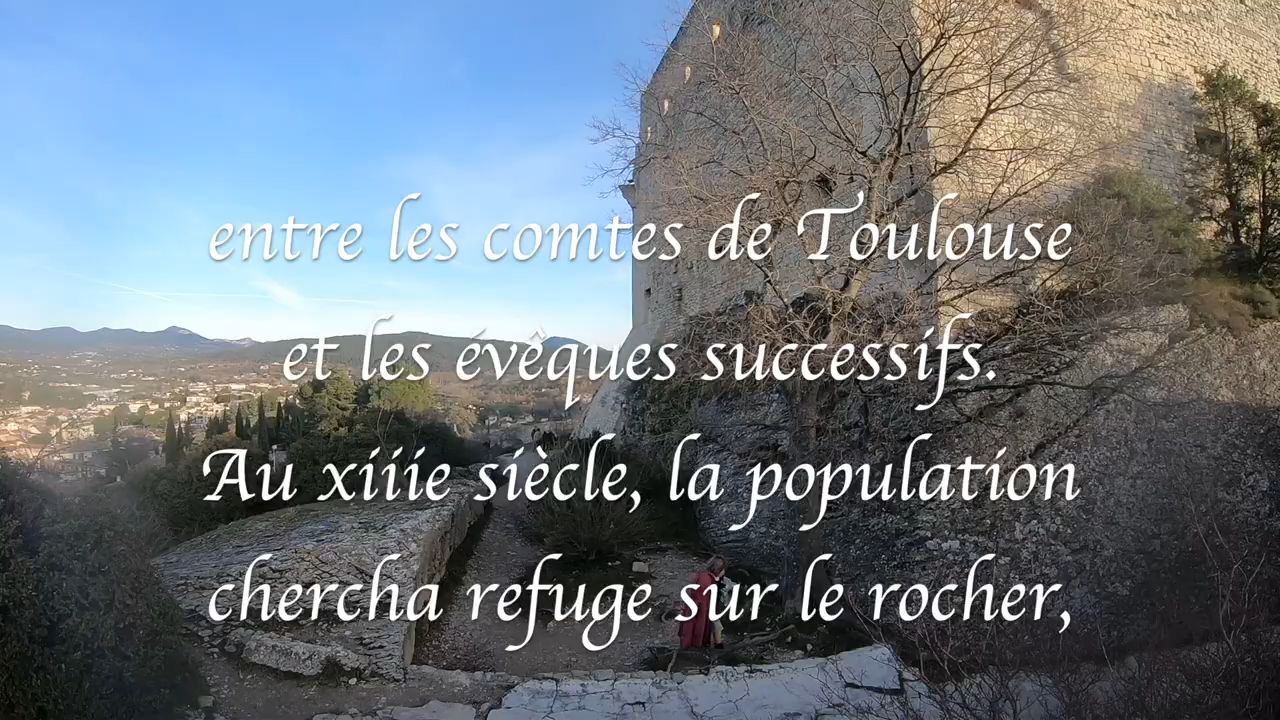 entre les comtes de Toulouse
et les évêques successifs.
Au xiiie siècle, la population
chercha refuge sur le rocher,